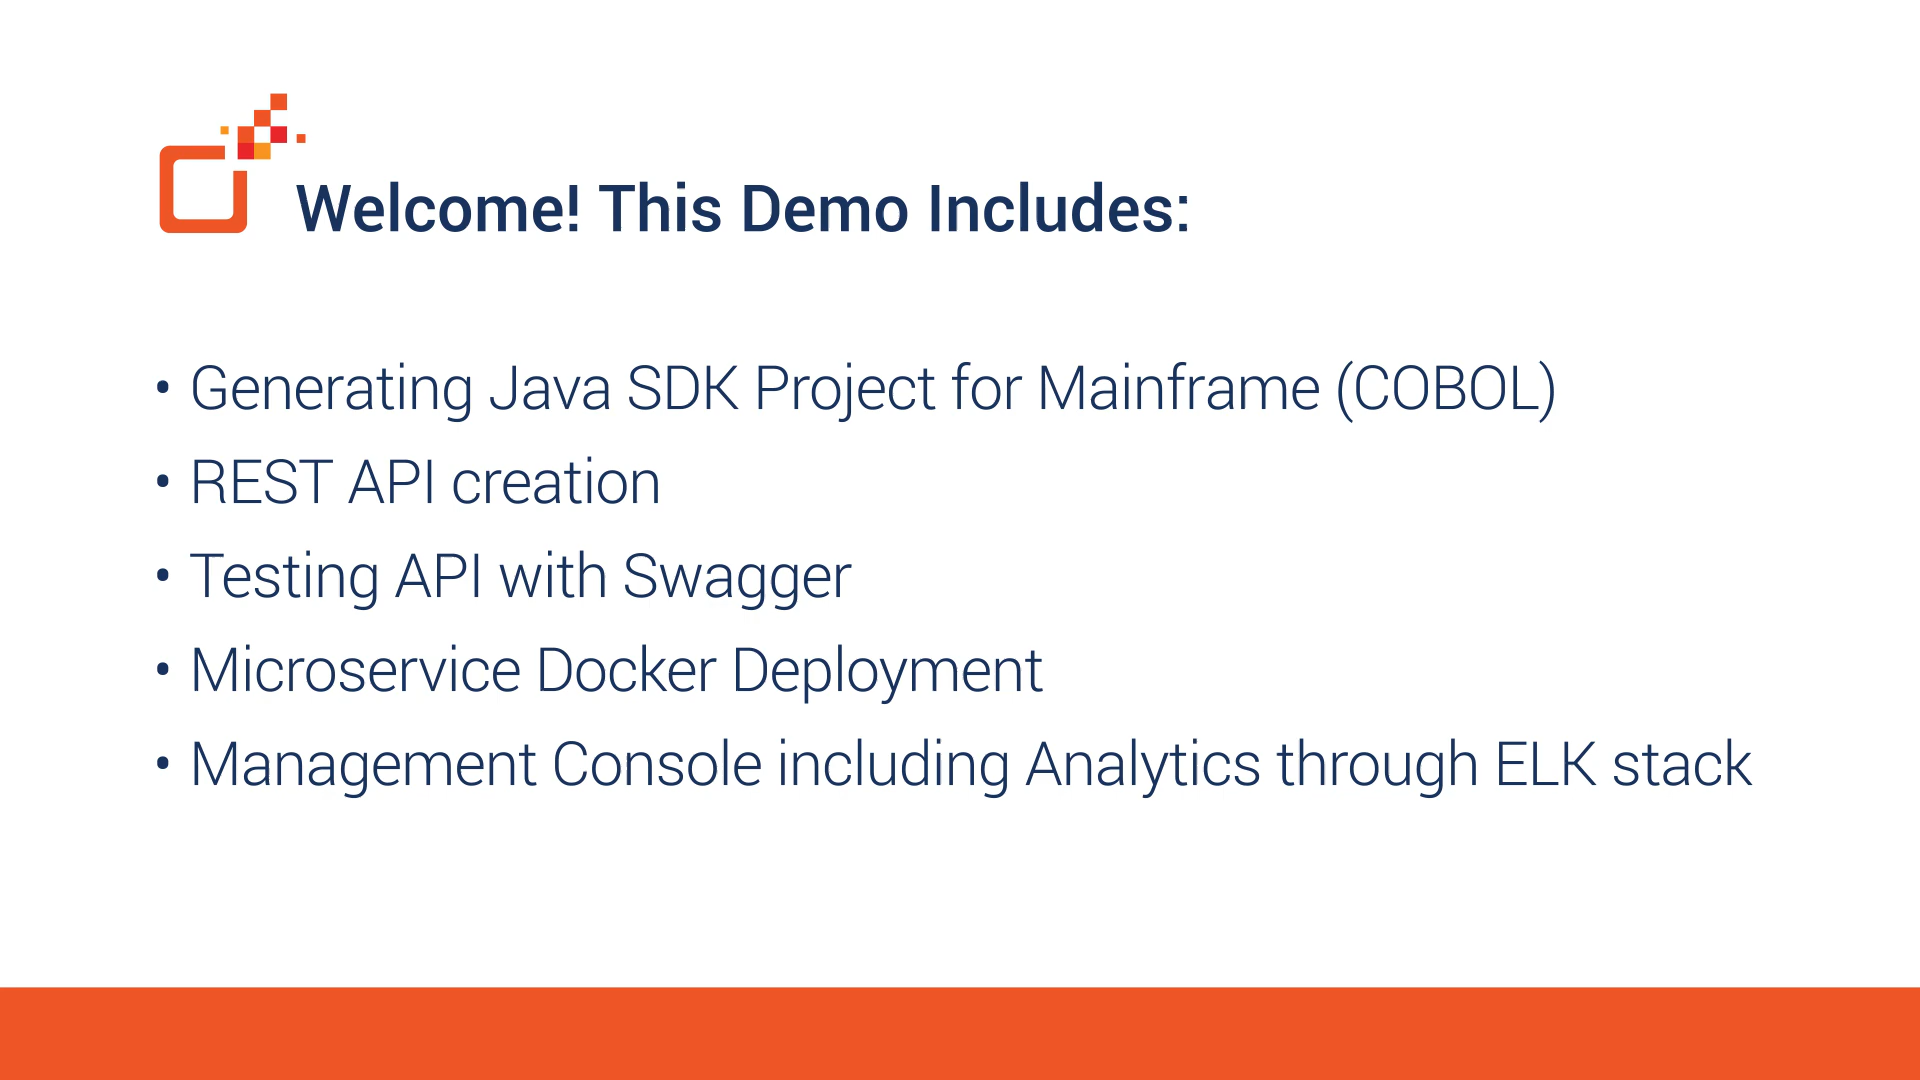 Welcome! This Demo Includes:
• Generating Java SDK Project for Mainframe (COBOL)
• REST API creation
• Testing API with Swagger
• Microservice Docker Deployment
• Management Console including Analytics through ELK stack